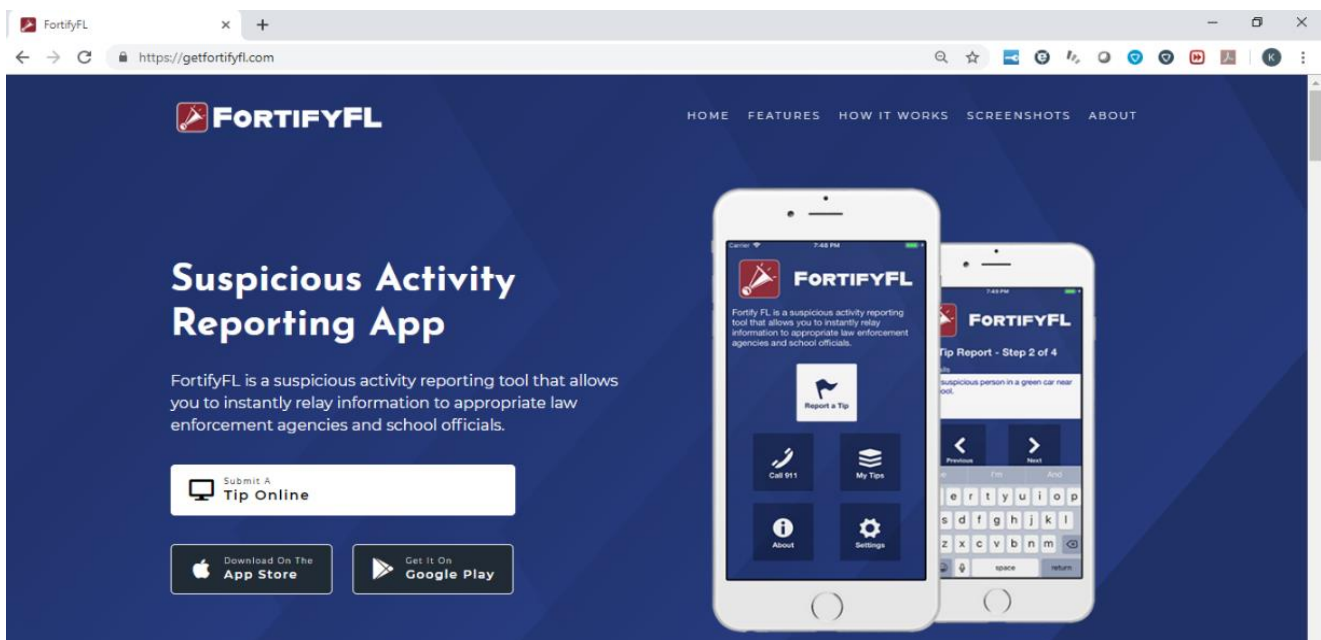 FortifyFL
https://getfortifyfl.com
K
FORTIFYFL
HOME FEATURES HOW IT WORKS SCREENSHOTS ABOUT
Suspicious Activity
Reporting App
FortifyFL is a suspicious activity reporting tool that allows
you to instantly relay information to appropriate law
enforcement agencies and school officials.
Submit A
Tip Online
Download On The
App Store
Get It On
Google Play
Carrier 7:48 PM
FORTIFYFL
Fortify FL is a suspicious activity reporting
tool that allows you to instantly relay
information to appropriate law enforcement
agencies and school officials.
Report a Tip
Call 911
My Tips
About
Settings
FORTIFYFL
Tip Report - Step 2 of 4
suspicious person in a green car near
Previous
Next
I'm And
e r t y u i o p
s d f g h j k l
z x c v b n m
space return